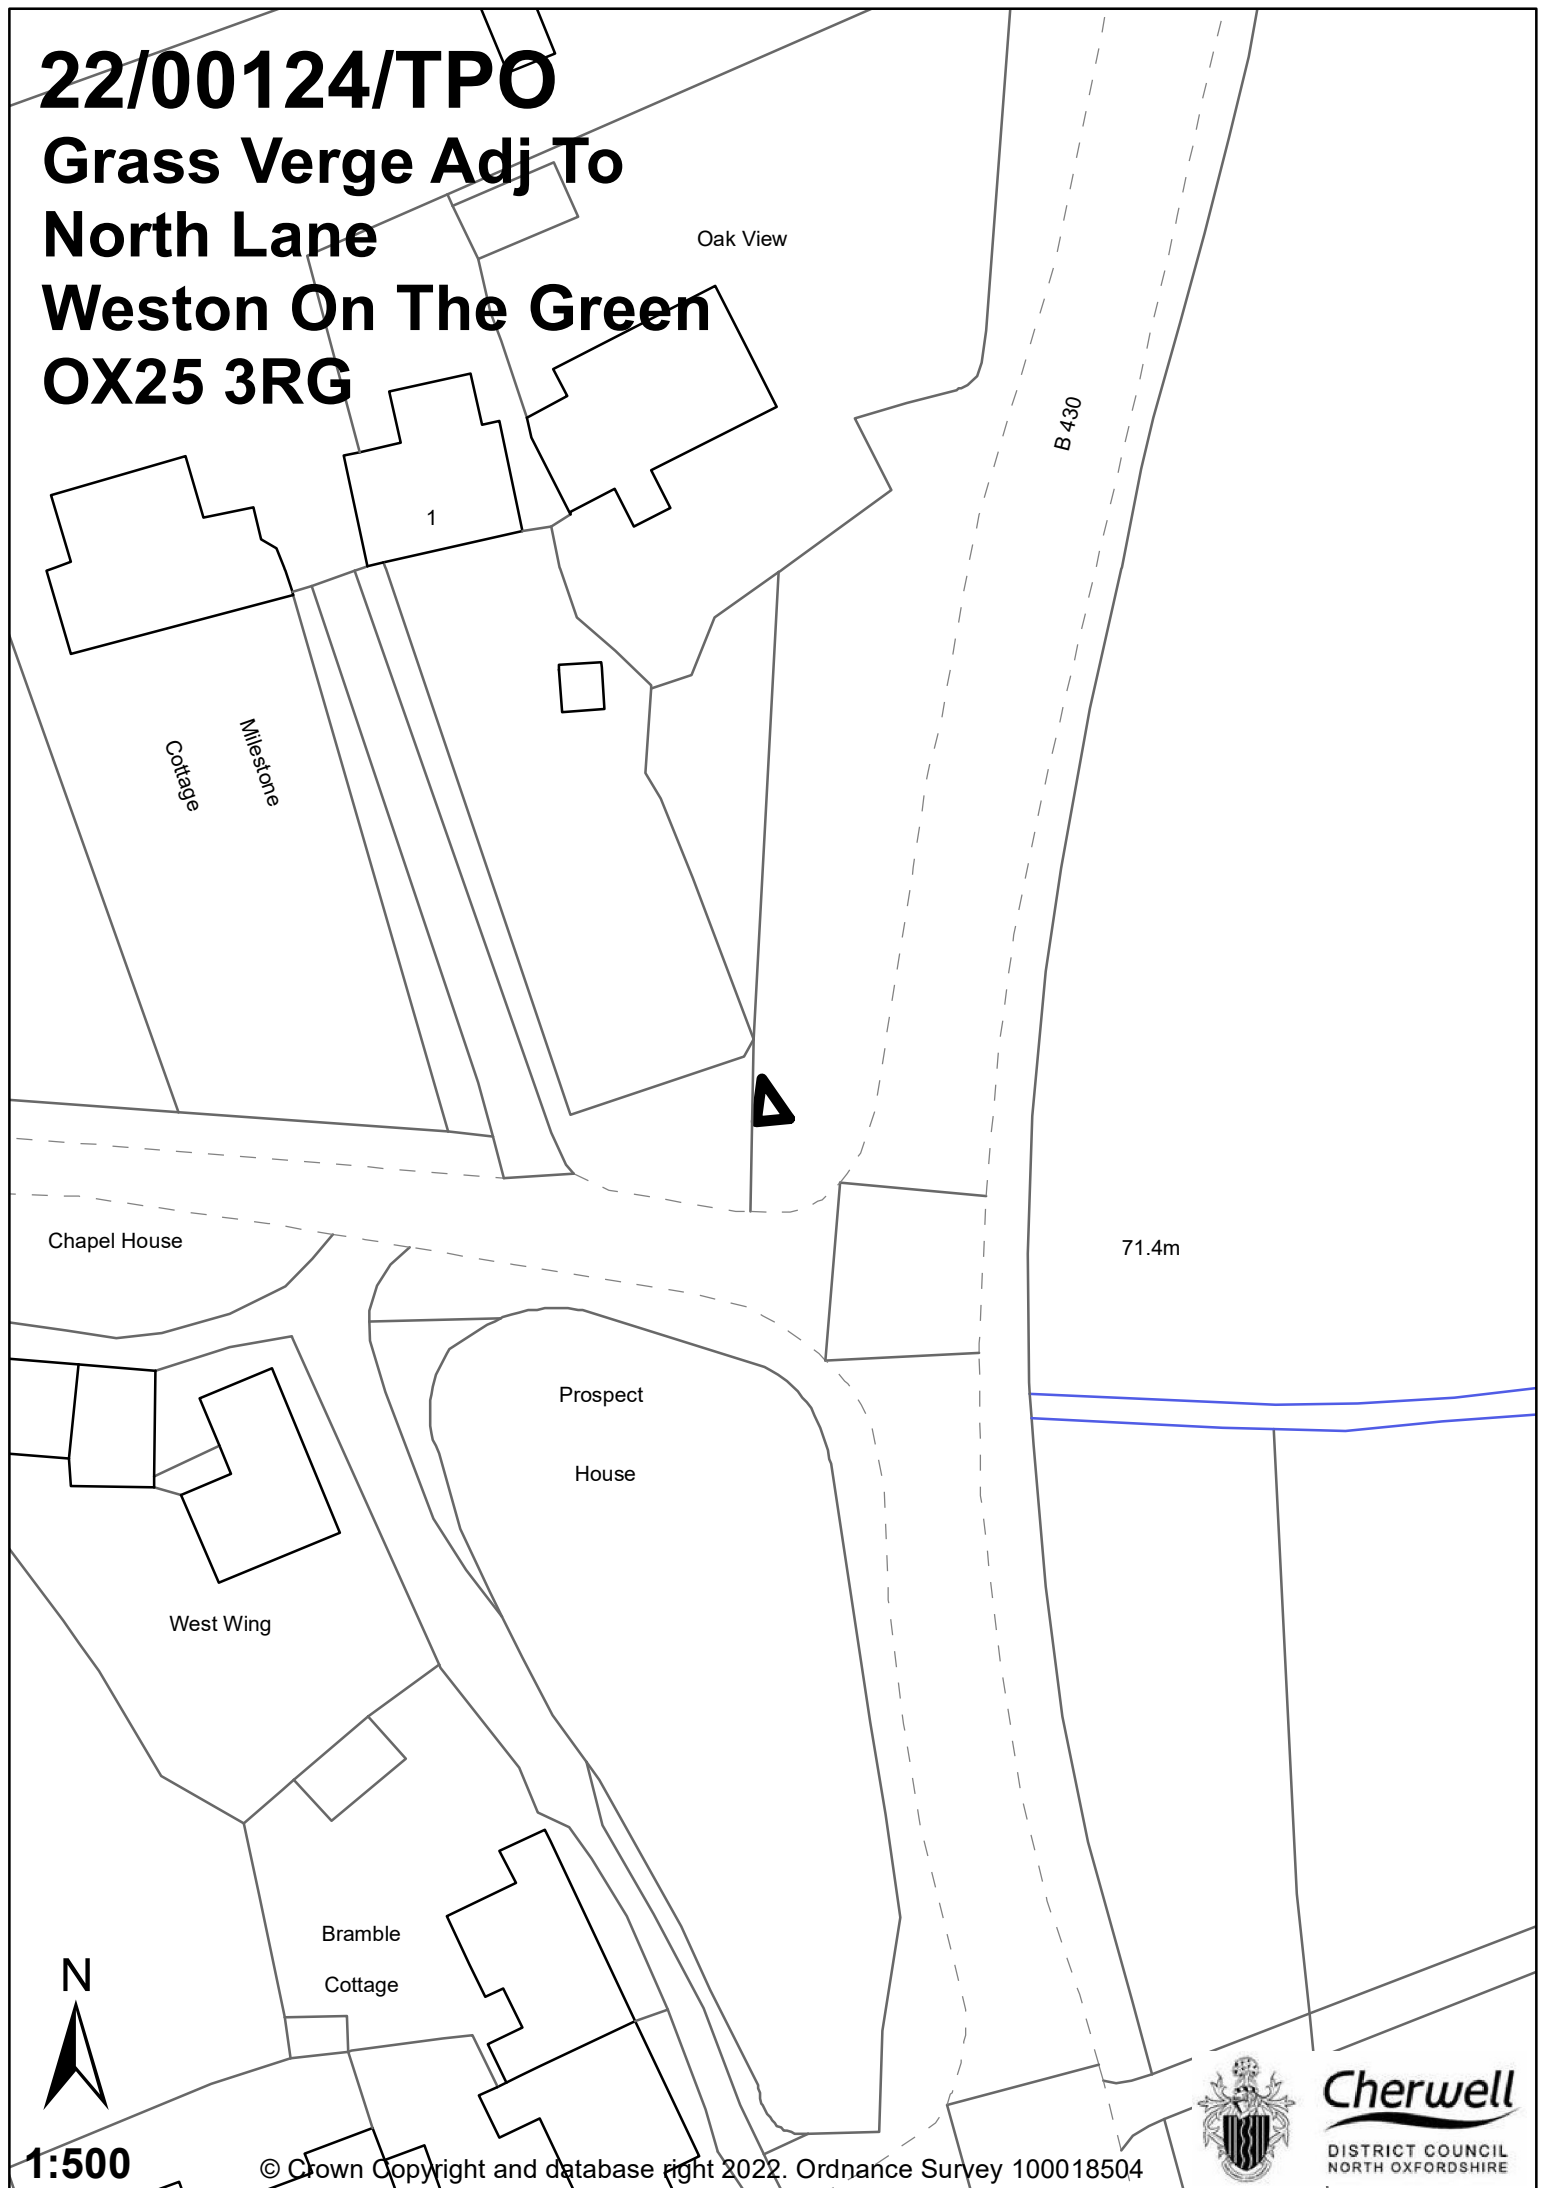 22/00124/TPO
Grass Verge Adj To
North Lane
Weston On The Green
OX25 3RG
Oak View
B 430
1
Milestone
Cottage
Chapel House
71.4m
Prospect
House
West Wing
Bramble
Cottage
N
1:500
© Crown Copyright and database right 2022. Ordnance Survey 100018504
Cherwell
DISTRICT COUNCIL
NORTH OXFORDSHIRE